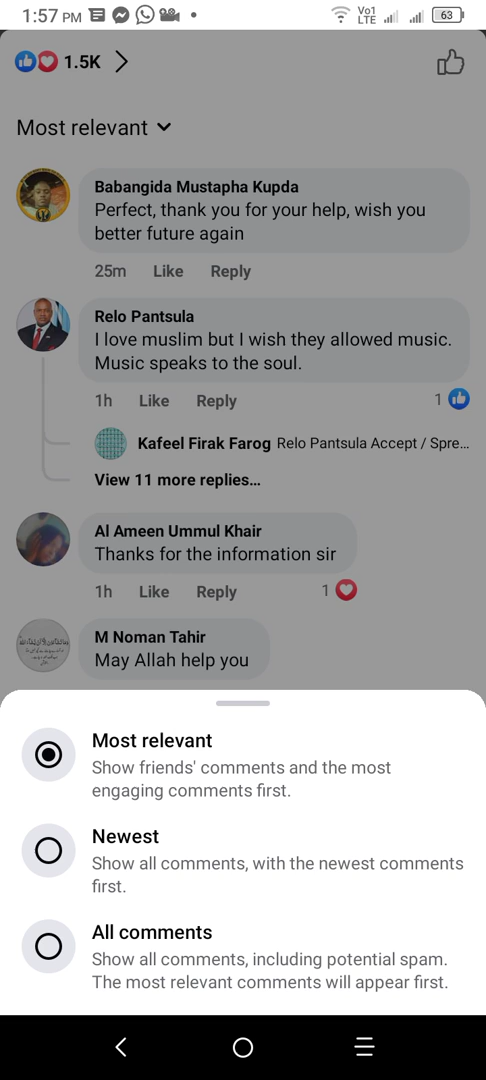 1:57 PM
Vo1
LTE
63
1.5K
Most relevant
Babangida Mustapha Kupda
Perfect, thank you for your help, wish you
better future again
25m Like Reply
Relo Pantsula
I love muslim but I wish they allowed music.
Music speaks to the soul.
1h Like Reply 1
Kafeel Firak Farog Relo Pantsula Accept / Spre...
View 11 more replies...
Al Ameen Ummul Khair
Thanks for the information sir
1h Like Reply 1
M Noman Tahir
May Allah help you
Most relevant
Show friends' comments and the most
engaging comments first.
Newest
Show all comments, with the newest comments
first.
All comments
Show all comments, including potential spam.
The most relevant comments will appear first.